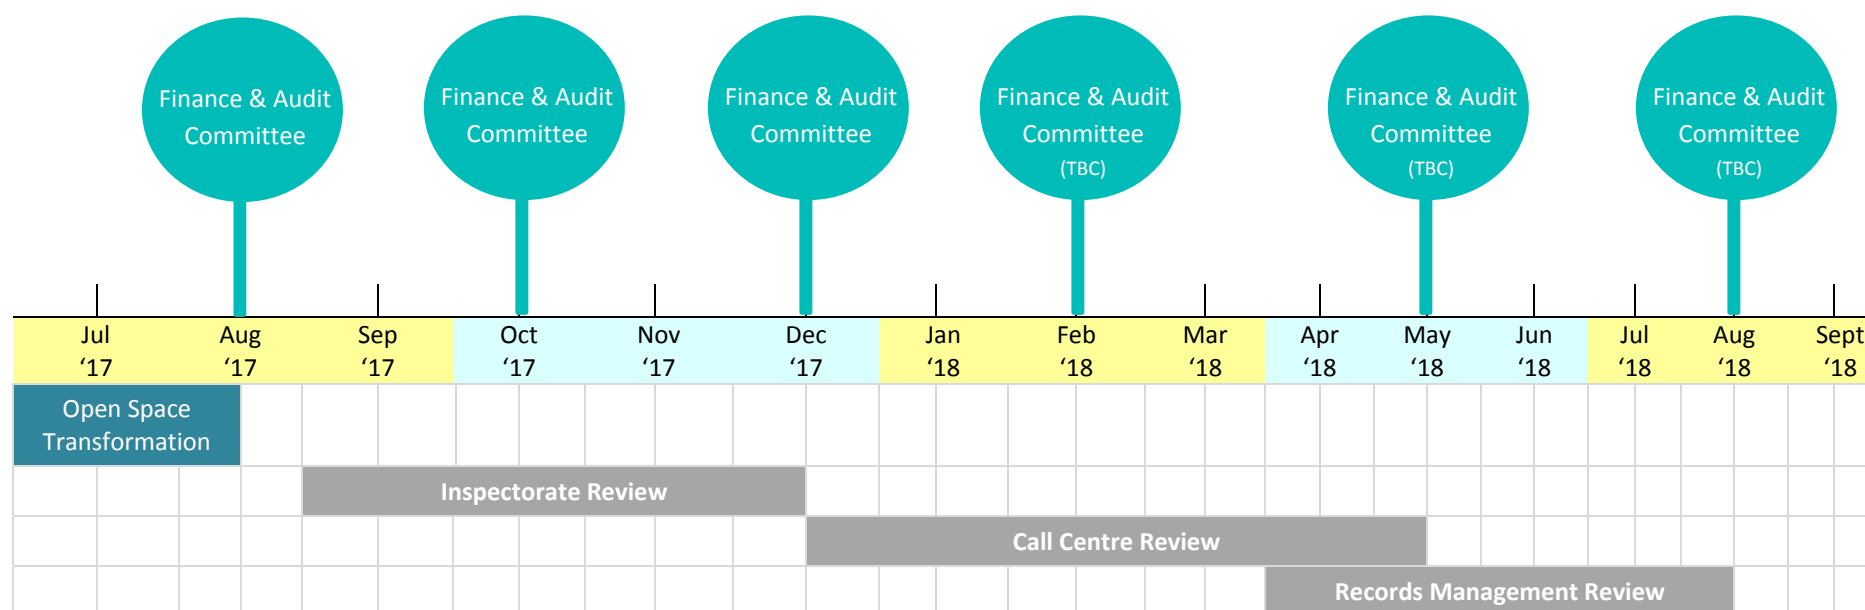 Finance & Audit
Committee
Finance & Audit
Committee
Finance & Audit
Committee
Finance & Audit
Committee
(TBC)
Finance & Audit
Committee
(TBC)
Finance & Audit
Committee
(TBC)
Jul
‘17
Aug
‘17
Sep
‘17
Oct
‘17
Nov
‘17
Dec
‘17
Jan
‘18
Feb
‘18
Mar
‘18
Apr
‘18
May
‘18
Jun
‘18
Jul
‘18
Aug
‘18
Sept
‘18
Open Space
Transformation
Inspectorate Review
Call Centre Review
Records Management Review